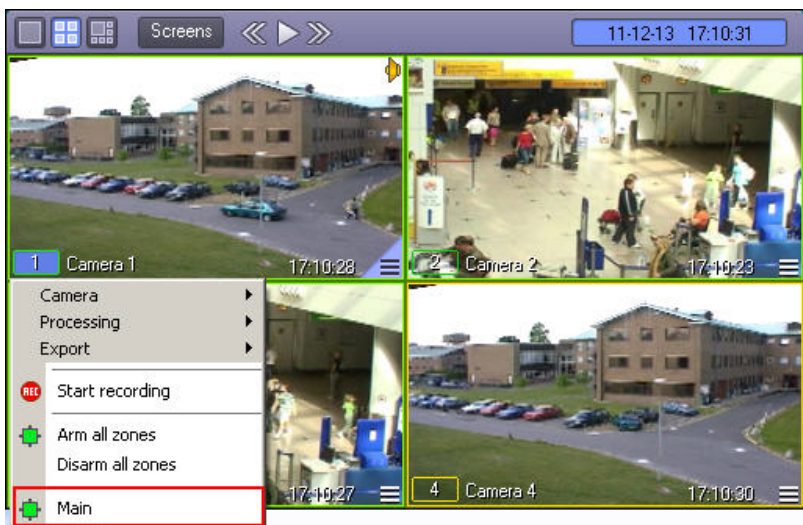 Screens
11-12-13 17:10:31
1 Camera 1 17:10:28
2 Camera 2 17:10:23
Camera
Processing
Export
REC Start recording
Arm all zones
Disarm all zones
Main
17:10:27
4 Camera 4 17:10:30